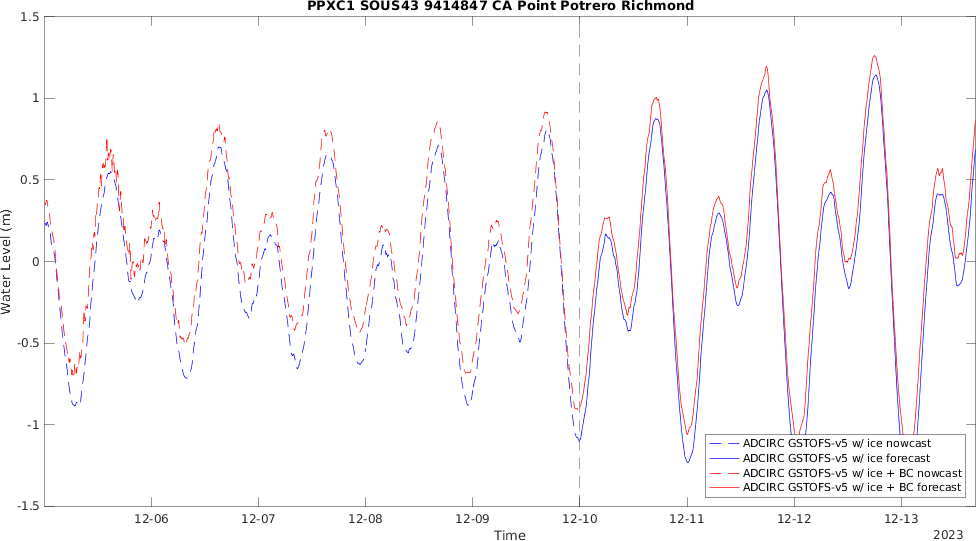 PPXC1 SOUS43 9414847 CA Point Potrero Richmond
1.5
1
0.5
0
-0.5
-1
-1.5
Water Level (m)
12-06
12-07
12-08
12-09
12-10
12-11
12-12
12-13
Time
2023
ADCIRC GSTOFS-v5 w/ ice nowcast
ADCIRC GSTOFS-v5 w/ ice forecast
ADCIRC GSTOFS-v5 w/ ice + BC nowcast
ADCIRC GSTOFS-v5 w/ ice + BC forecast